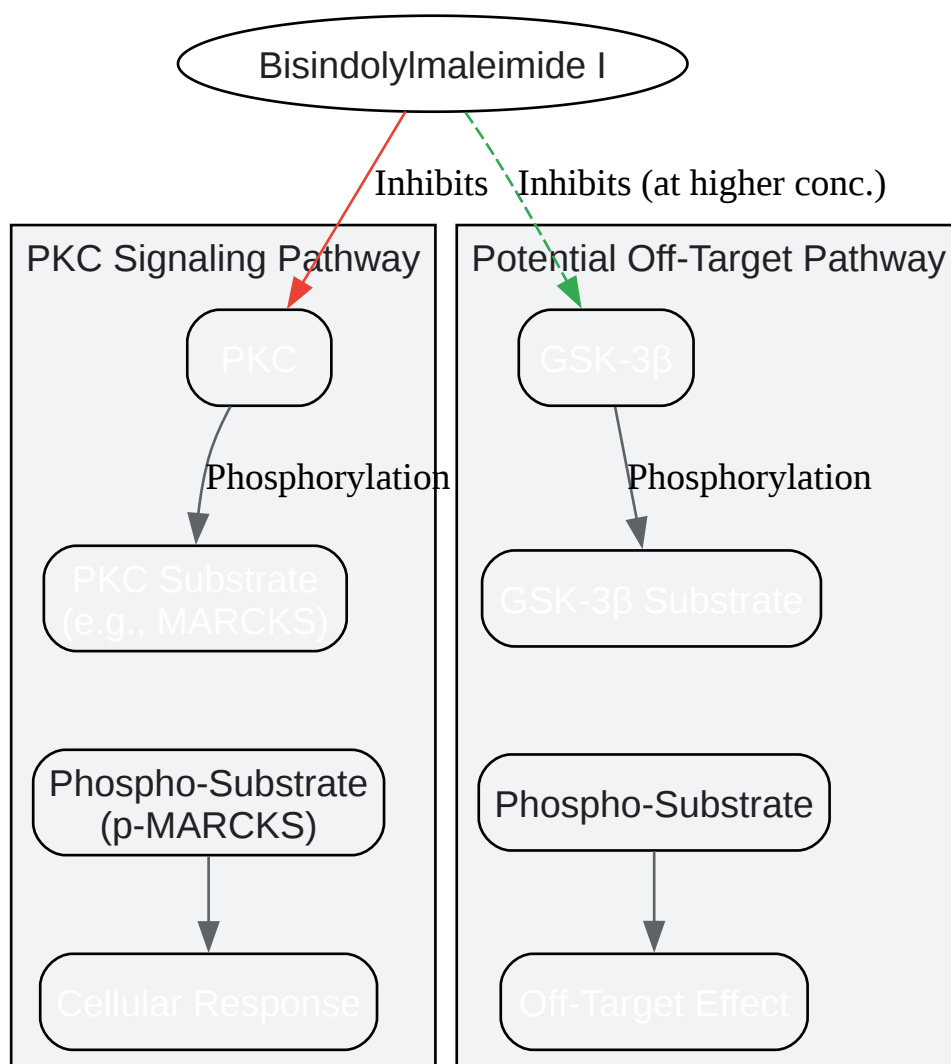 Bisindolylmaleimide I
Inhibits
Inhibits (at higher conc.)
PKC Signaling Pathway
Potential Off-Target Pathway
PKC
GSK-3β
Phosphorylation
Phosphorylation
PKC Substrate
(e.g., MARCKS)
GSK-3β Substrate
Phospho-Substrate
(p-MARCKS)
Phospho-Substrate
Cellular Response
Off-Target Effect